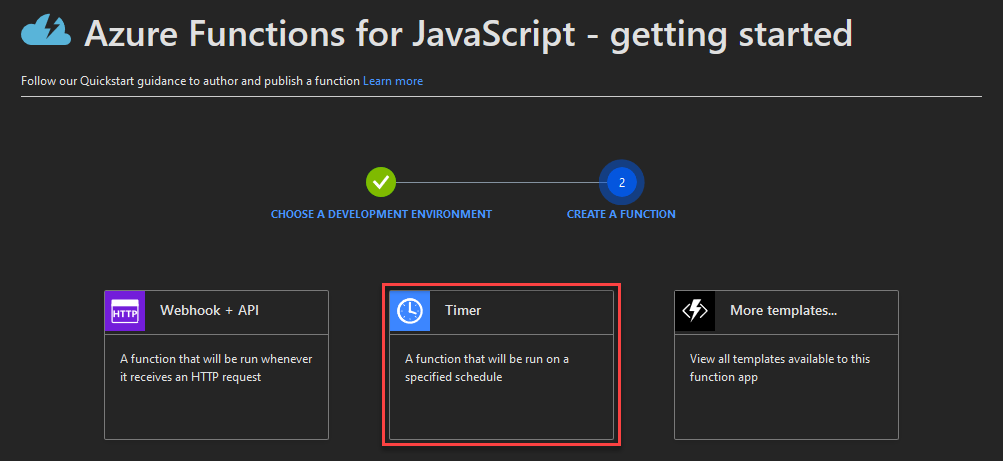 Azure Functions for JavaScript - getting started
Follow our Quickstart guidance to author and publish a function Learn more
2
CHOOSE A DEVELOPMENT ENVIRONMENT
CREATE A FUNCTION
HTTP
Webhook + API
A function that will be run whenever
it receives an HTTP request
Timer
A function that will be run on a
specified schedule
More templates...
View all templates available to this
function app